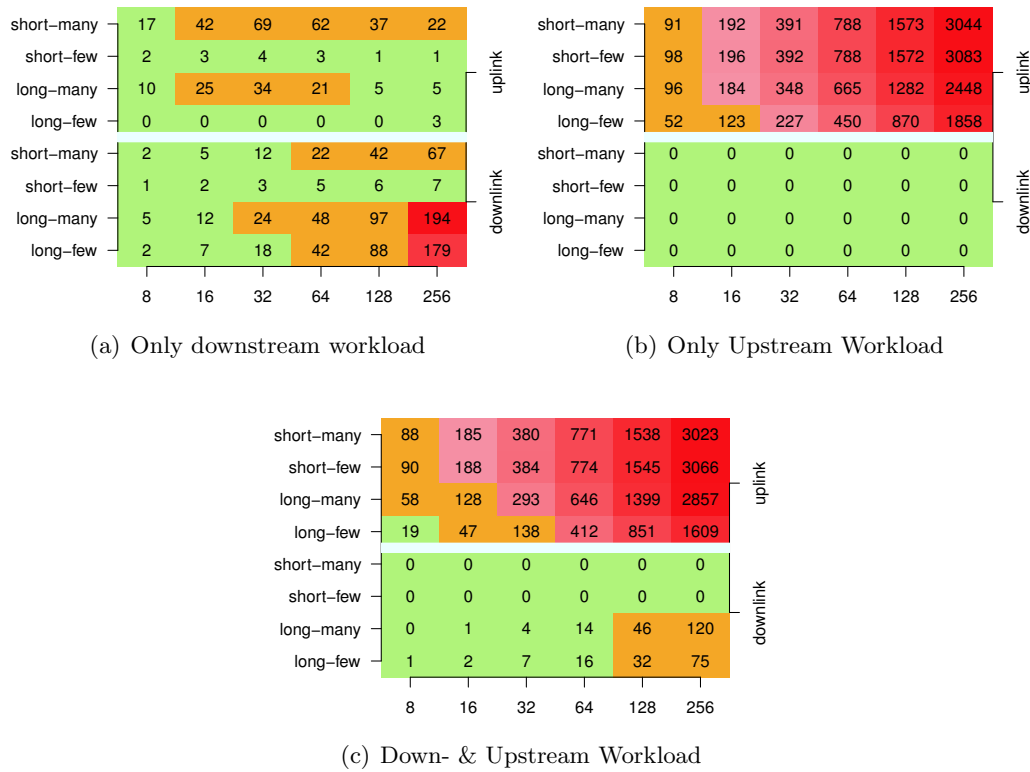 short−many 17 42 69 62 37 22
short−few 2 3 4 3 1 1
long−many 10 25 34 21 5 5
long−few 0 0 0 0 0 3
uplink
short−many 2 5 12 22 42 67
short−few 1 2 3 5 6 7
long−many 5 12 24 48 97 194
long−few 2 7 18 42 88 179
downlink
8 16 32 64 128 256
(a) Only downstream workload
short−many 91 192 391 788 1573 3044
short−few 98 196 392 788 1572 3083
long−many 96 184 348 665 1282 2448
long−few 52 123 227 450 870 1858
uplink
short−many 0 0 0 0 0 0
short−few 0 0 0 0 0 0
long−many 0 0 0 0 0 0
long−few 0 0 0 0 0 0
downlink
8 16 32 64 128 256
(b) Only Upstream Workload
short−many 88 185 380 771 1538 3023
short−few 90 188 384 774 1545 3066
long−many 58 128 293 646 1399 2857
long−few 19 47 138 412 851 1609
uplink
short−many 0 0 0 0 0 0
short−few 0 0 0 0 0 0
long−many 0 1 4 14 46 120
long−few 1 2 7 16 32 75
downlink
8 16 32 64 128 256
(c) Down- & Upstream Workload